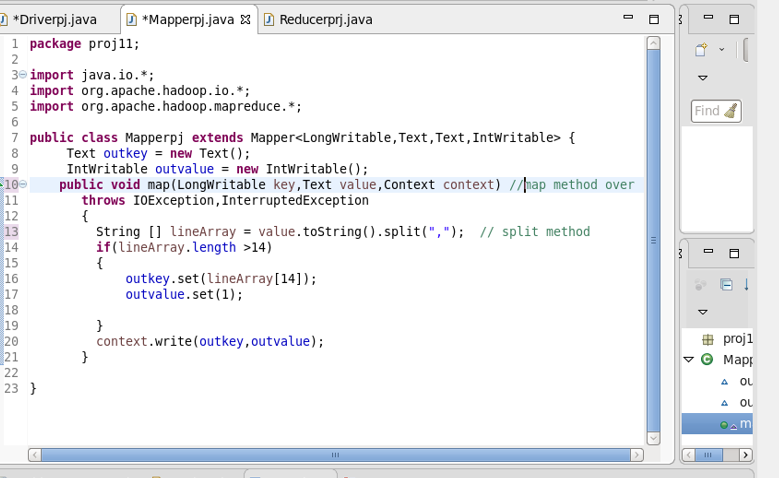 *Driverpj.java
*Mapperpj.java
Reducerprj.java
1 package proj11;
2
3 import java.io.*;
4 import org.apache.hadoop.io.*;
5 import org.apache.hadoop.mapreduce.*;
6
7 public class Mapperpj extends Mapper<LongWritable,Text,Text,IntWritable> {
8 Text outkey = new Text();
9 IntWritable outvalue = new IntWritable();
10 public void map(LongWritable key,Text value,Context context) //map method over
11 throws IOException,InterruptedException
12 {
13 String [] lineArray = value.toString().split(","); // split method
14 if(lineArray.length >14)
15 {
16 outkey.set(lineArray[14]);
17 outvalue.set(1);
18
19 }
20 context.write(outkey,outvalue);
21 }
22
23 }
Find
proj1
Mapp
ou
ou
m